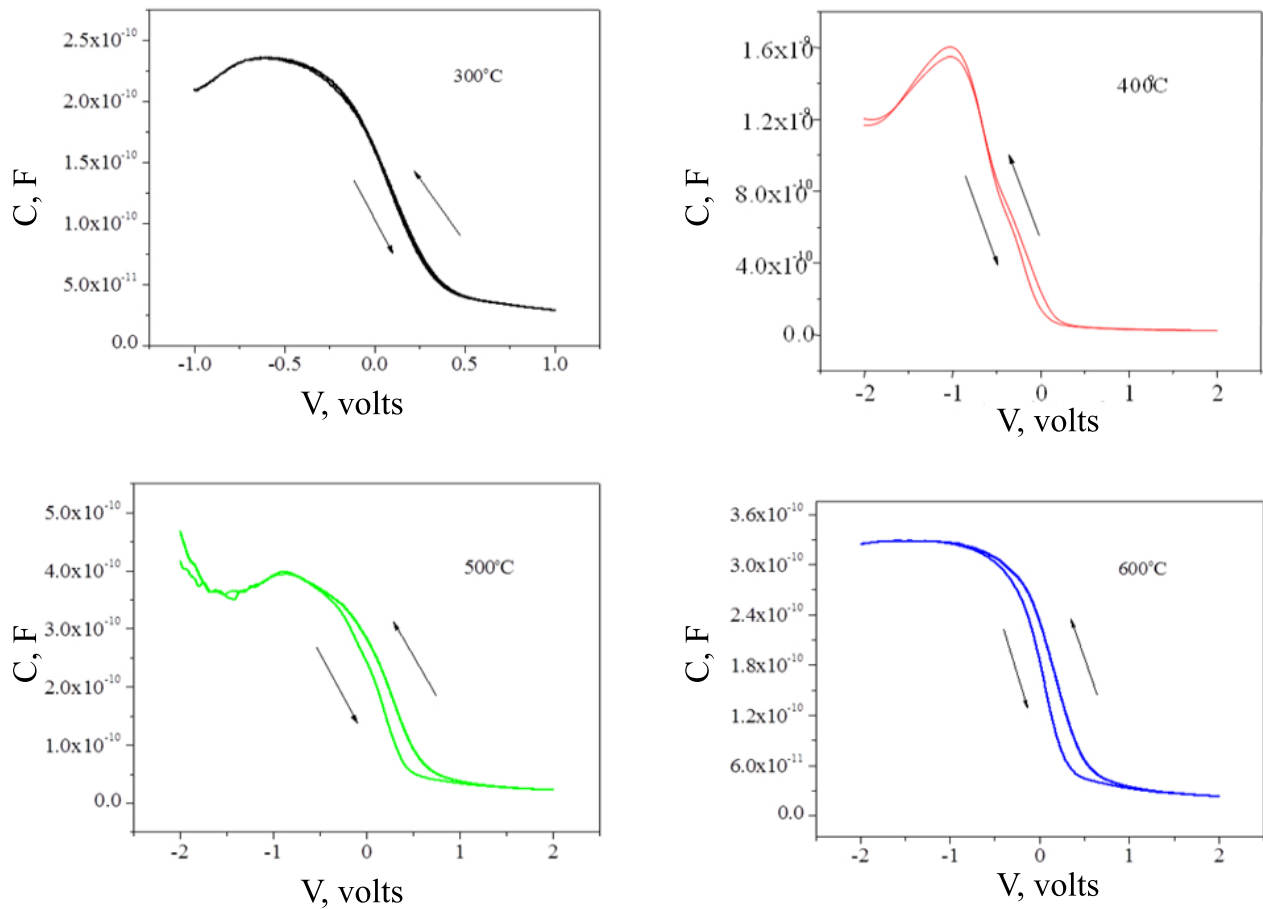 2.5x10⁻¹⁰
2.0x10⁻¹⁰
1.5x10⁻¹⁰
1.0x10⁻¹⁰
5.0x10⁻¹¹
0.0
C, F
300°C
-1.0 -0.5 0.0 0.5 1.0
V, volts
1.6x10⁻⁹
1.2x10⁻⁹
8.0x10⁻¹⁰
4.0x10⁻¹⁰
0.0
C, F
400°C
-2 -1 0 1 2
V, volts
5.0x10⁻¹⁰
4.0x10⁻¹⁰
3.0x10⁻¹⁰
2.0x10⁻¹⁰
1.0x10⁻¹⁰
0.0
C, F
500°C
-2 -1 0 1 2
V, volts
3.6x10⁻¹⁰
3.0x10⁻¹⁰
2.4x10⁻¹⁰
1.8x10⁻¹⁰
1.2x10⁻¹⁰
6.0x10⁻¹¹
0.0
C, F
600°C
-2 -1 0 1 2
V, volts